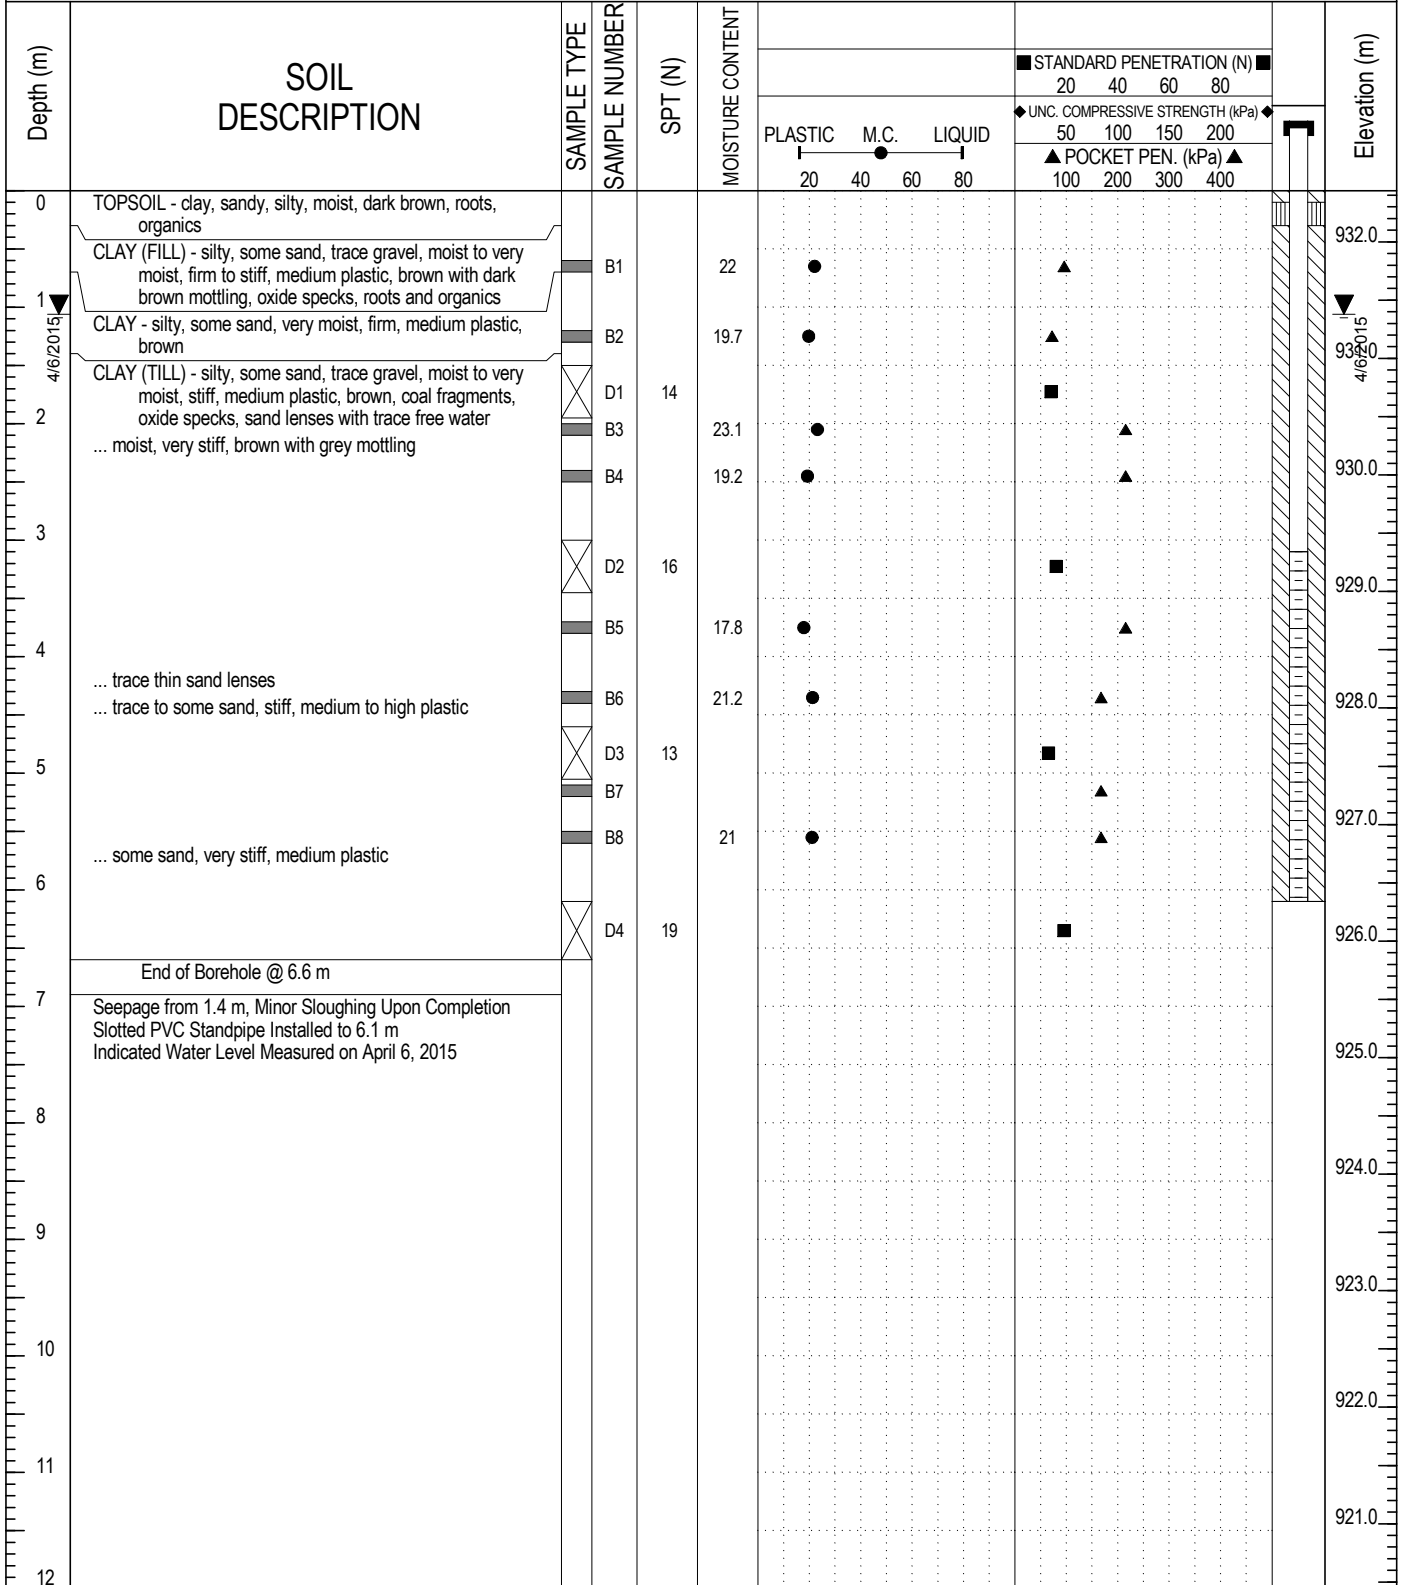 Depth (m)
SOIL
DESCRIPTION
SAMPLE TYPE
SAMPLE NUMBER
SPT (N)
MOISTURE CONTENT
PLASTIC M.C. LIQUID
20 40 60 80
STANDARD PENETRATION (N)
20 40 60 80
UNC. COMPRESSIVE STRENGTH (kPa)
50 100 150 200
POCKET PEN. (kPa)
100 200 300 400
Elevation (m)
0
TOPSOIL - clay, sandy, silty, moist, dark brown, roots,
organics
932.0
CLAY (FILL) - silty, some sand, trace gravel, moist to very
moist, firm to stiff, medium plastic, brown with dark
brown mottling, oxide specks, roots and organics
B1 22
1
4/6/2015
4/6/2015
CLAY - silty, some sand, very moist, firm, medium plastic,
brown
B2 19.7
931.0
CLAY (TILL) - silty, some sand, trace gravel, moist to very
moist, stiff, medium plastic, brown, coal fragments,
oxide specks, sand lenses with trace free water
D1 14
2
B3 23.1
... moist, very stiff, brown with grey mottling
930.0
B4 19.2
3
D2 16
929.0
B5 17.8
4
... trace thin sand lenses
B6 21.2
... trace to some sand, stiff, medium to high plastic
928.0
D3 13
5
B7
927.0
B8 21
... some sand, very stiff, medium plastic
6
D4 19
926.0
End of Borehole @ 6.6 m
7
Seepage from 1.4 m, Minor Sloughing Upon Completion
Slotted PVC Standpipe Installed to 6.1 m
Indicated Water Level Measured on April 6, 2015
925.0
8
924.0
9
923.0
10
922.0
11
921.0
12